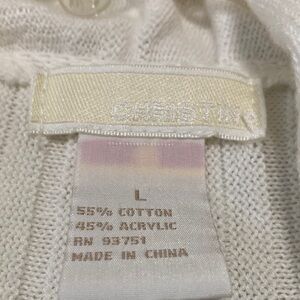 L
55% COTTON
45% ACRYLIC
RN 93751
MADE IN CHINA